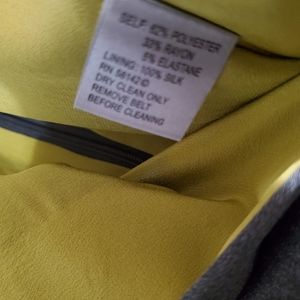 SELF: 62% POLYESTER
33% RAYON
5% ELASTANE
LINING: 100% SILK
RN 56142©
DRY CLEAN ONLY
REMOVE BELT
BEFORE CLEANING